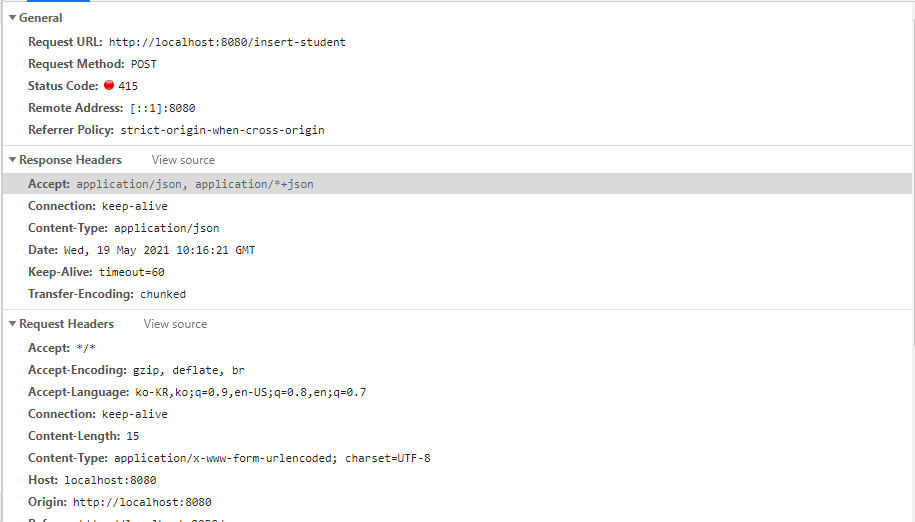 General
Request URL: http://localhost:8080/insert-student
Request Method: POST
Status Code: 415
Remote Address: [::1]:8080
Referrer Policy: strict-origin-when-cross-origin
Response Headers View source
Accept: application/json, application/*+json
Connection: keep-alive
Content-Type: application/json
Date: Wed, 19 May 2021 10:16:21 GMT
Keep-Alive: timeout=60
Transfer-Encoding: chunked
Request Headers View source
Accept: */*
Accept-Encoding: gzip, deflate, br
Accept-Language: ko-KR,ko;q=0.9,en-US;q=0.8,en;q=0.7
Connection: keep-alive
Content-Length: 15
Content-Type: application/x-www-form-urlencoded; charset=UTF-8
Host: localhost:8080
Origin: http://localhost:8080